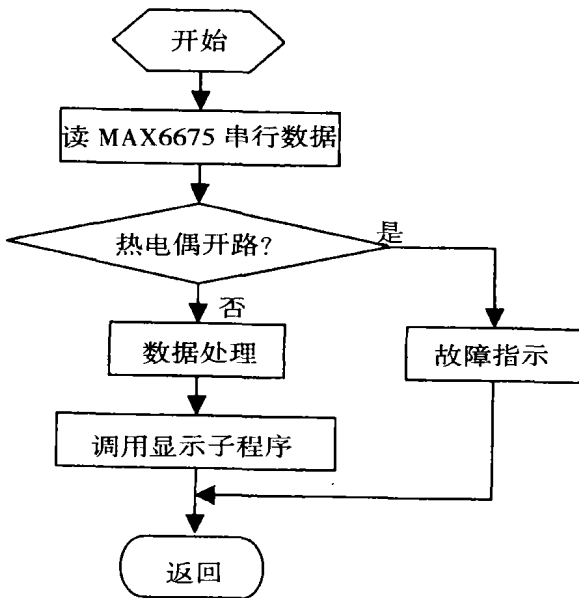 开始
读 MAX6675 串行数据
热电偶开路?
是
否
数据处理
故障指示
调用显示子程序
返回